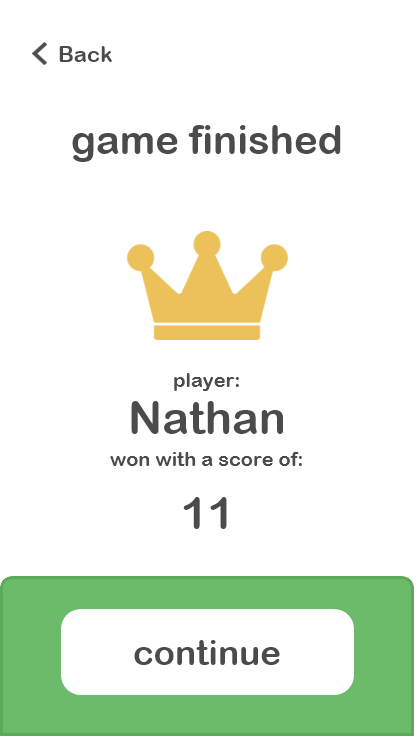 Back
game finished
player:
Nathan
won with a score of:
11
continue